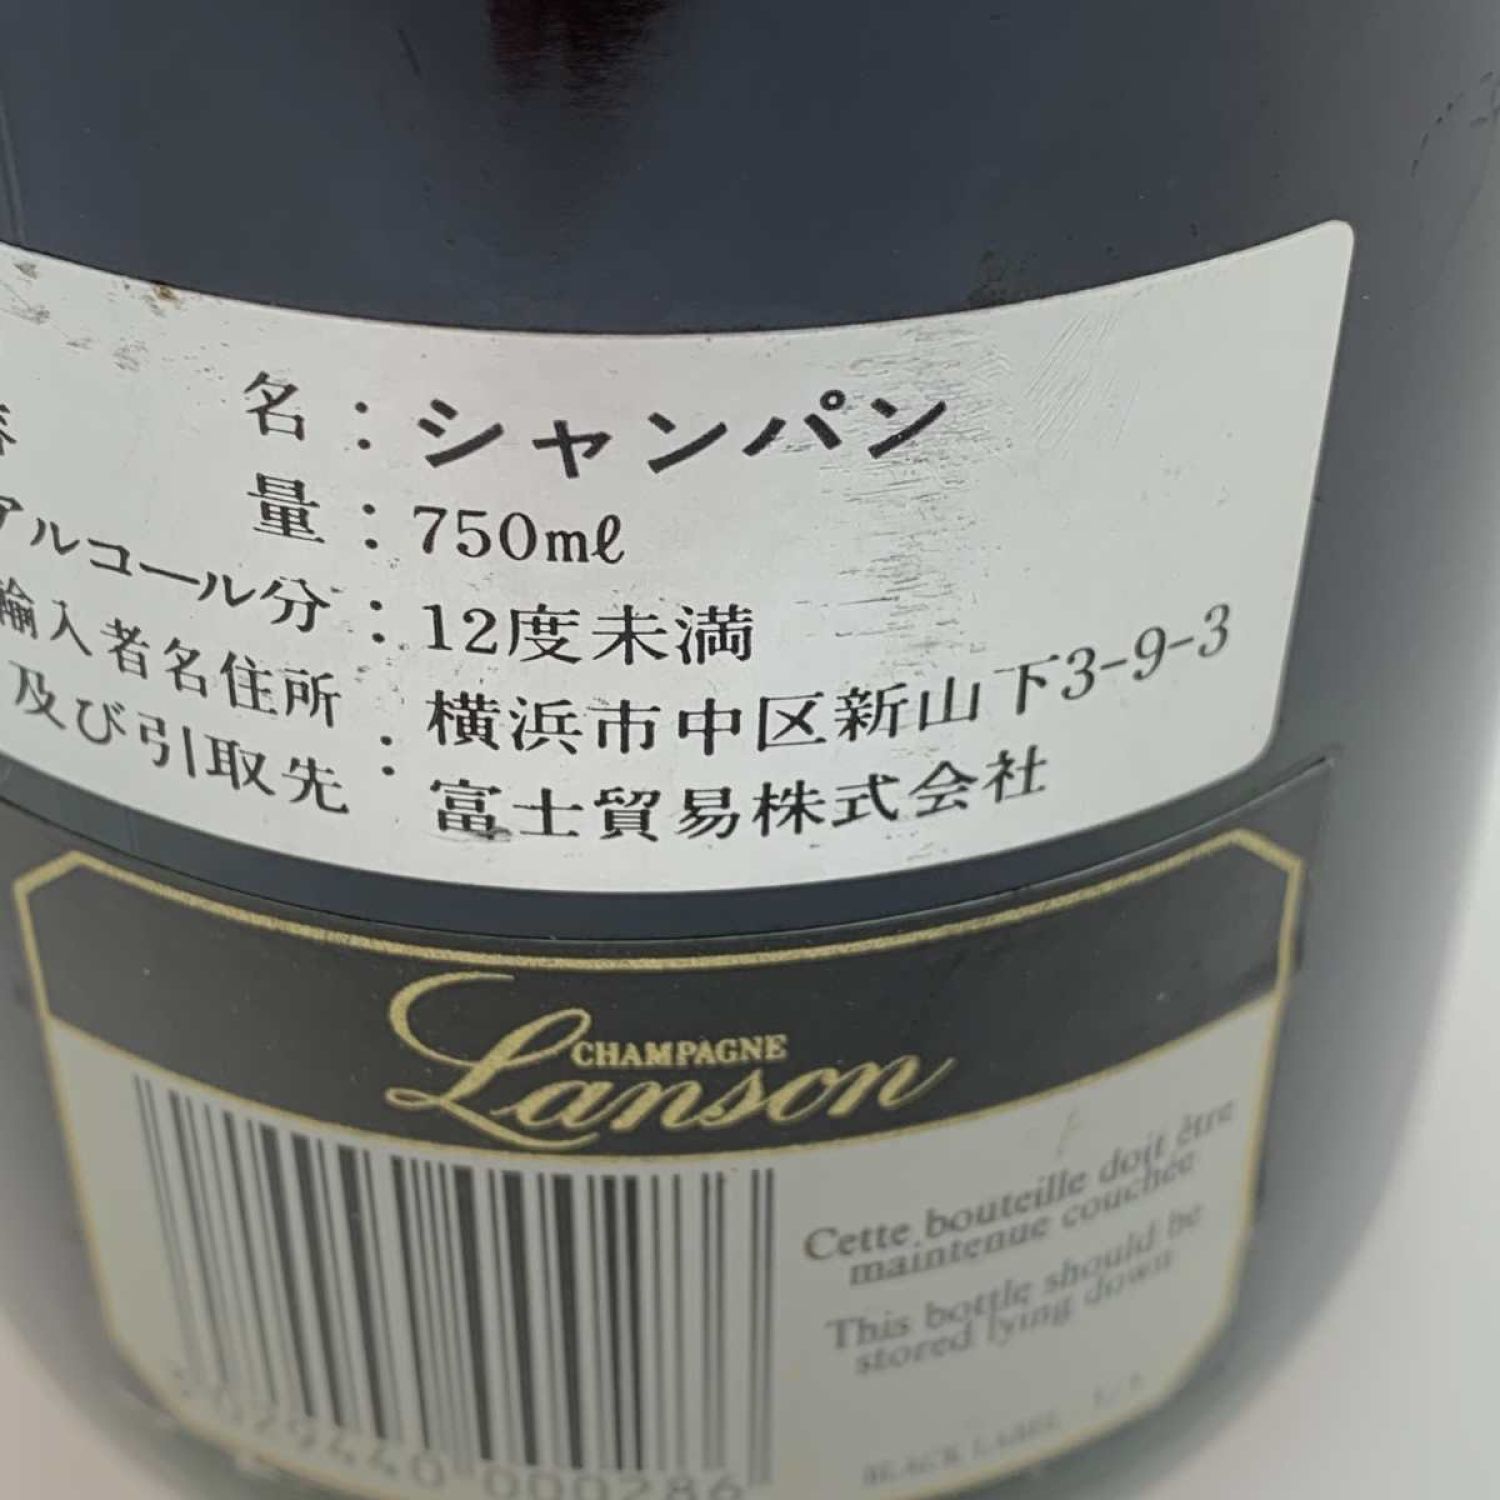 名：シャンパン
量：750mℓ
アルコール分：12度未満
輸入者名住所：横浜市中区新山下3-9-3
及び引取先：富士貿易株式会社
CHAMPAGNE
Lanson
Cette bouteille doit être
maintenue couchée
This bottle should be
stored lying down
BLACK LABEL
029440 000286